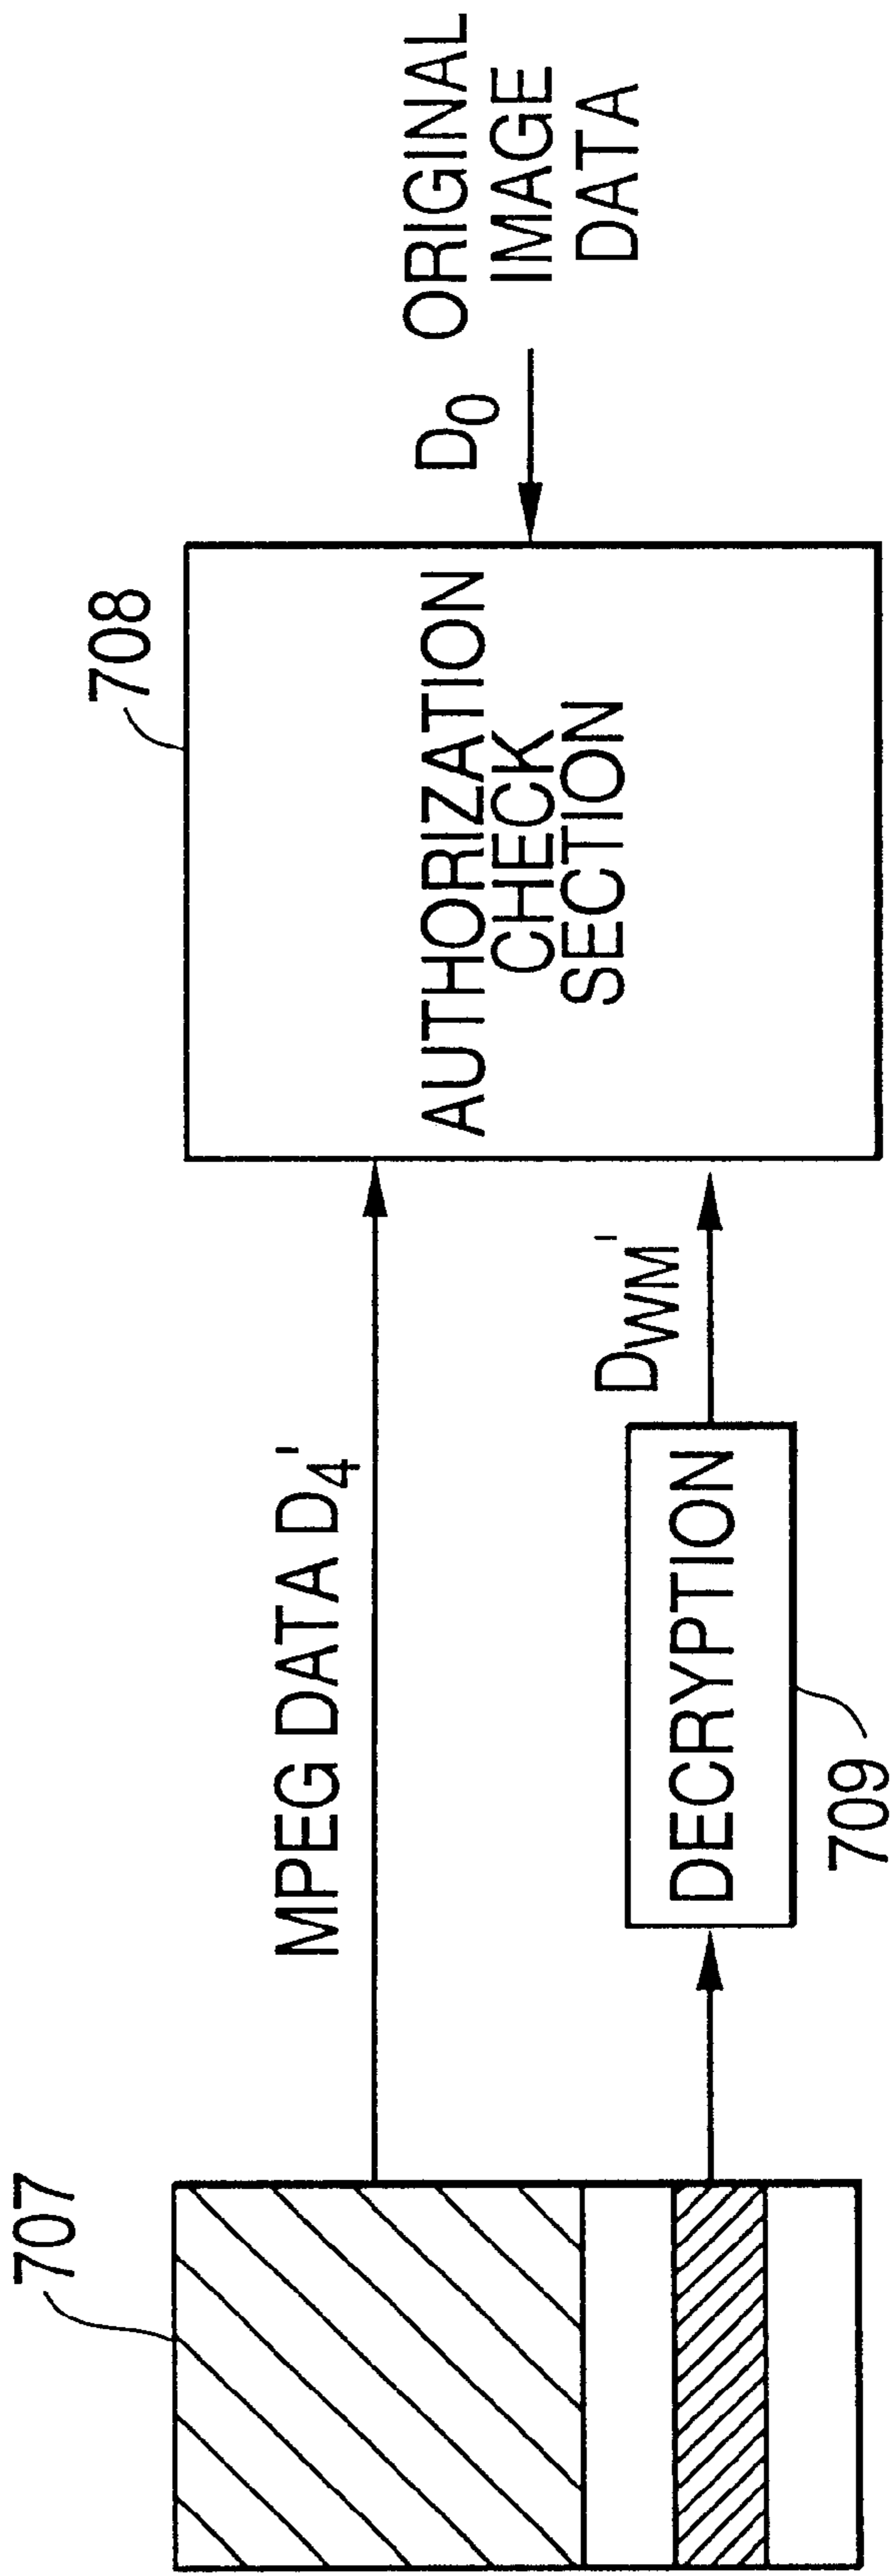 707
MPEG DATA D4'
DECRYPTION
709
DWM'
708
AUTHORIZATION
CHECK
SECTION
D0
ORIGINAL
IMAGE
DATA